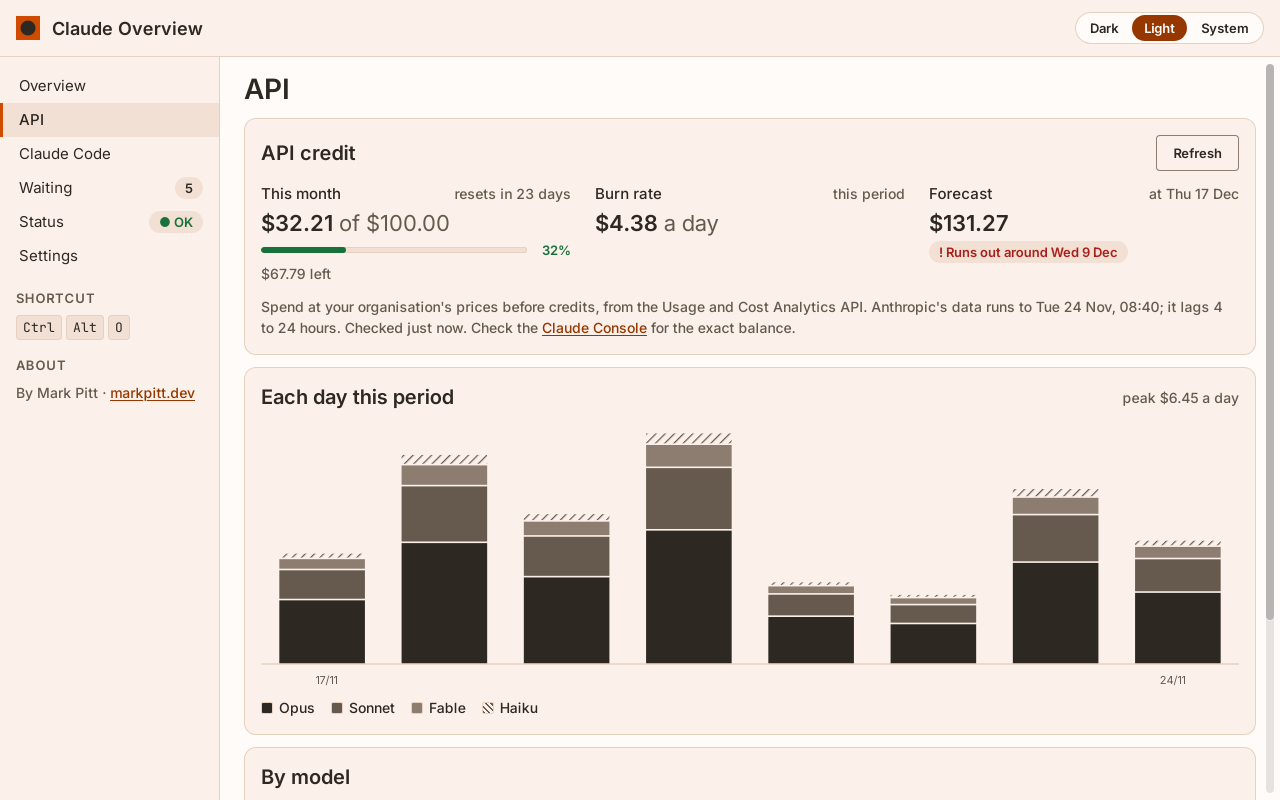 Claude Overview
Dark Light System
Overview
API
Claude Code
Waiting 5
Status OK
Settings
SHORTCUT
Ctrl Alt O
ABOUT
By Mark Pitt · markpitt.dev
API
API credit
Refresh
This month resets in 23 days
$32.21 of $100.00
32%
$67.79 left
Burn rate this period
$4.38 a day
Forecast at Thu 17 Dec
$131.27
! Runs out around Wed 9 Dec
Spend at your organisation's prices before credits, from the Usage and Cost Analytics API. Anthropic's data runs to Tue 24 Nov, 08:40; it lags 4
to 24 hours. Checked just now. Check the Claude Console for the exact balance.
Each day this period peak $6.45 a day
17/11 24/11
Opus Sonnet Fable Haiku
By model